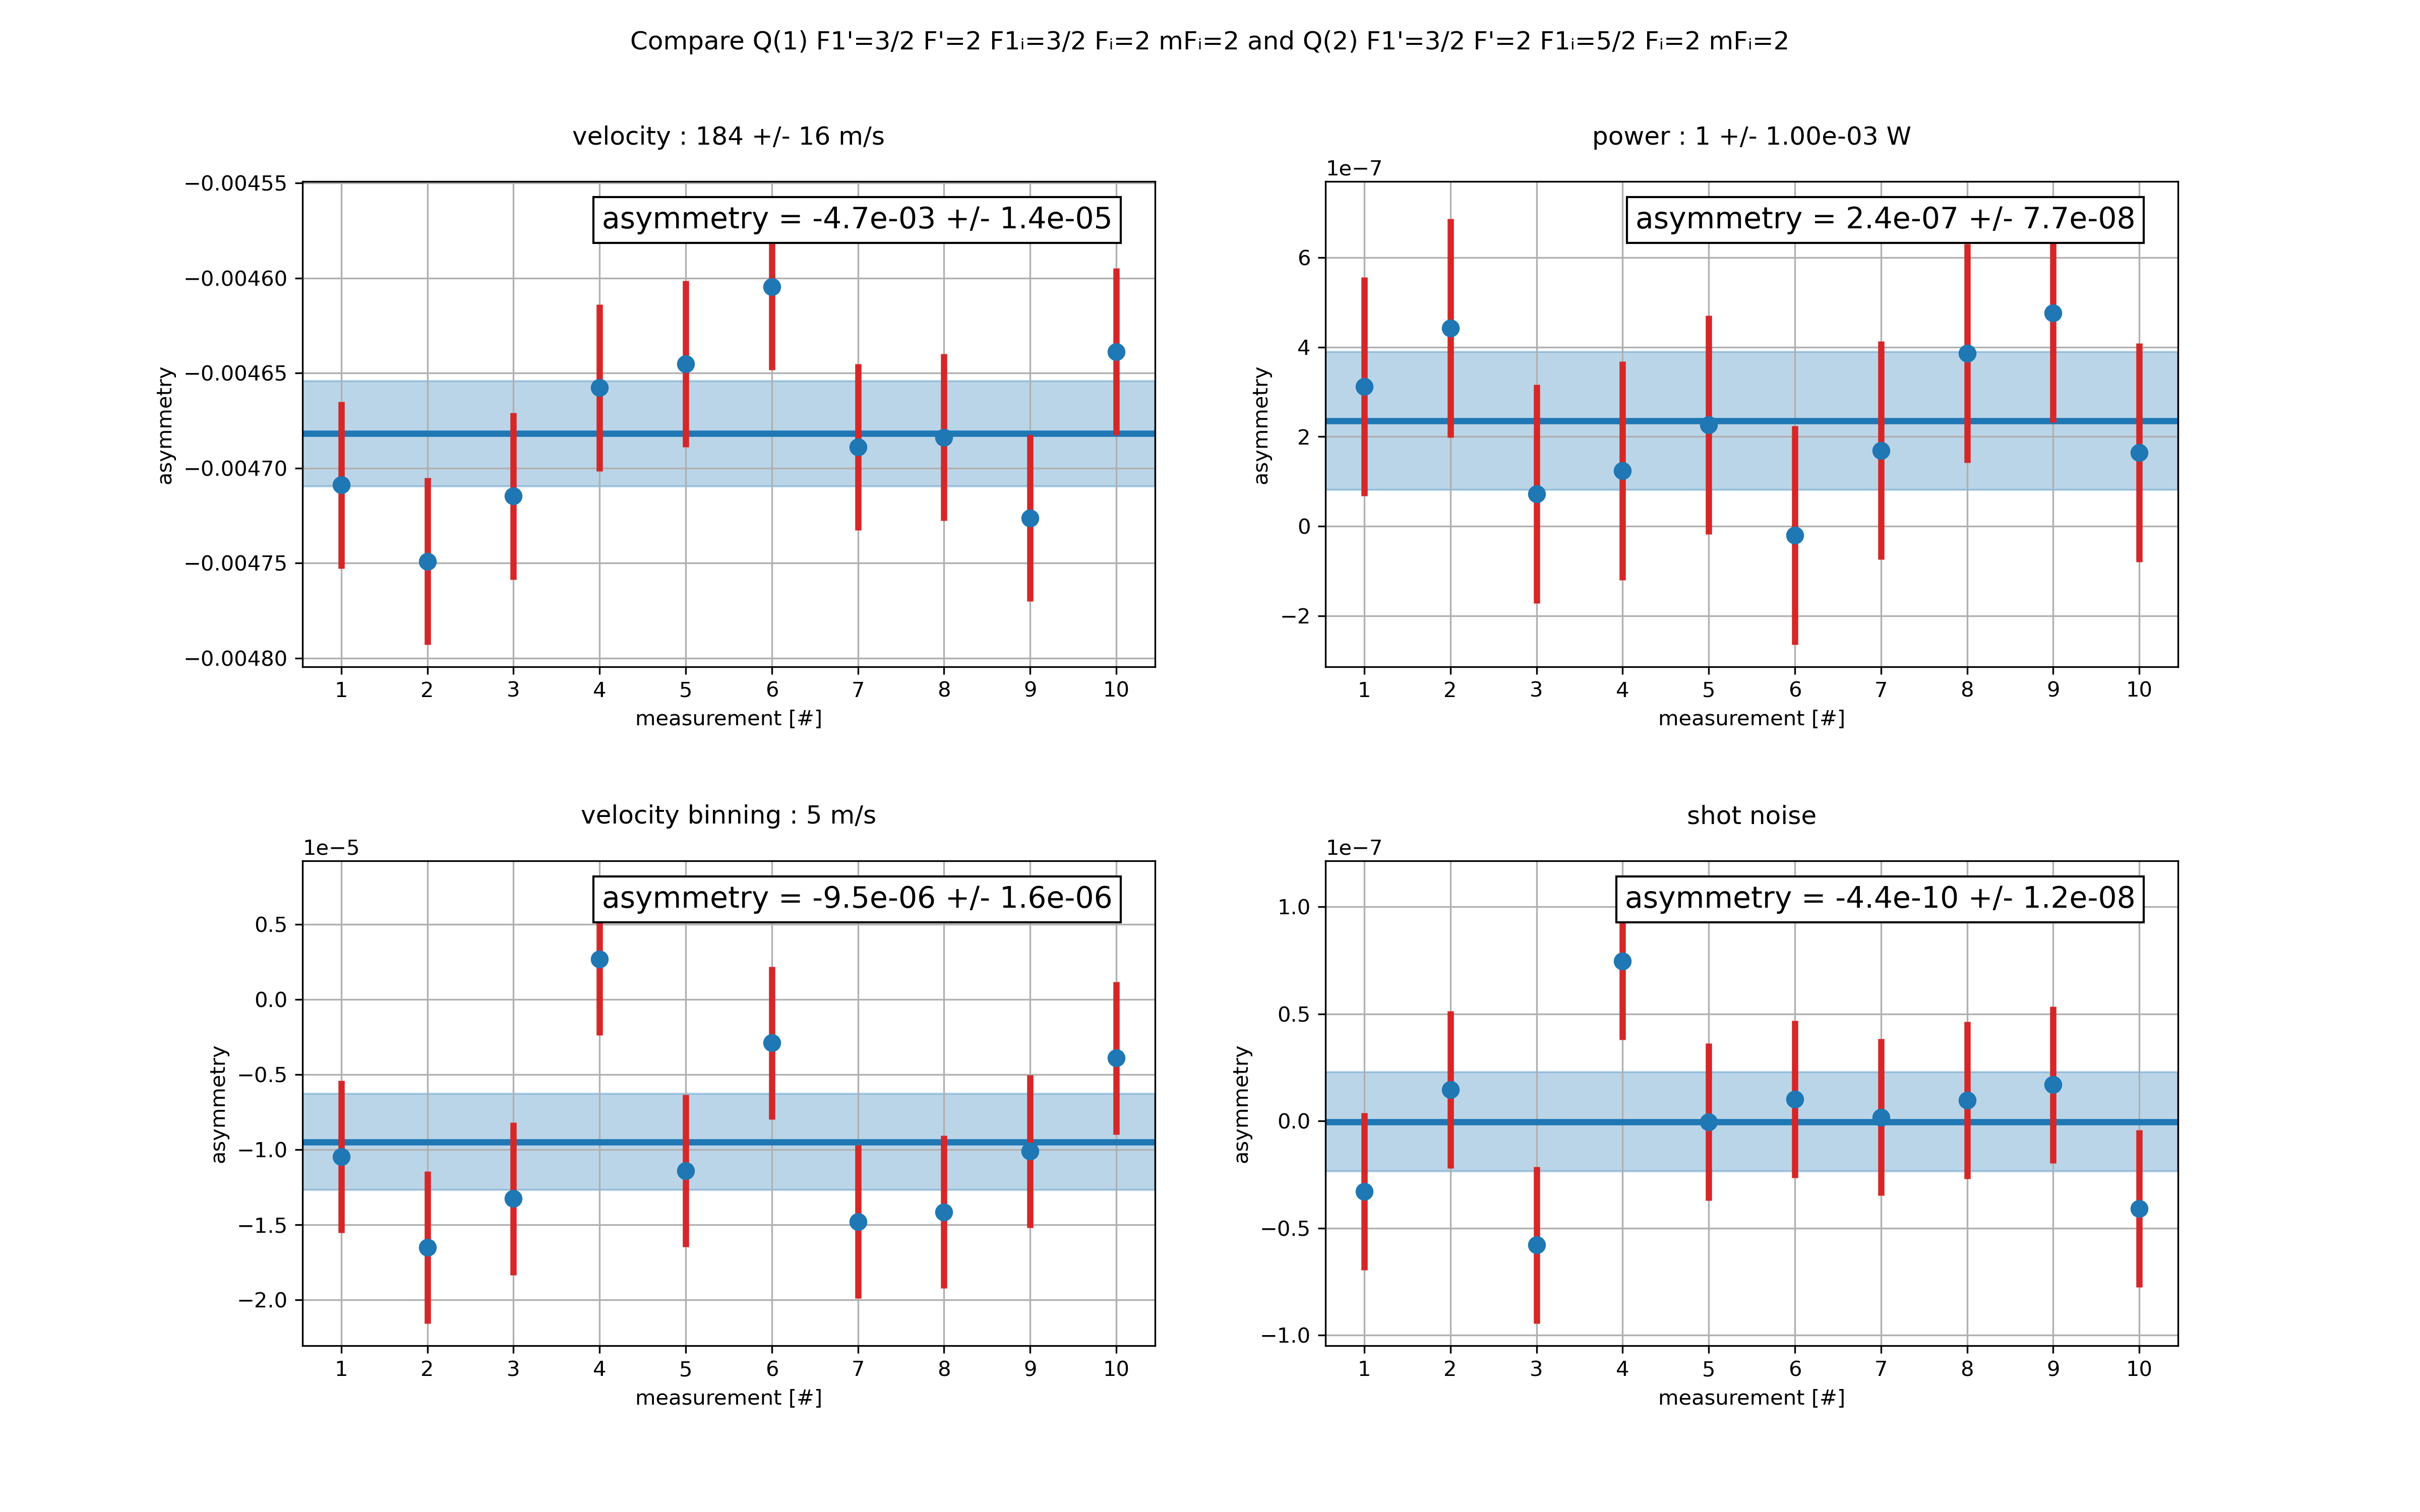 Compare Q(1) F1'=3/2 F'=2 F1ᵢ=3/2 Fᵢ=2 mFᵢ=2 and Q(2) F1'=3/2 F'=2 F1ᵢ=5/2 Fᵢ=2 mFᵢ=2
velocity : 184 +/- 16 m/s
asymmetry = -4.7e-03 +/- 1.4e-05
asymmetry
−0.00455
−0.00460
−0.00465
−0.00470
−0.00475
−0.00480
1 2 3 4 5 6 7 8 9 10
measurement [#]
power : 1 +/- 1.00e-03 W
1e−7
asymmetry = 2.4e-07 +/- 7.7e-08
asymmetry
6
4
2
0
−2
1 2 3 4 5 6 7 8 9 10
measurement [#]
velocity binning : 5 m/s
1e−5
asymmetry = -9.5e-06 +/- 1.6e-06
asymmetry
0.5
0.0
−0.5
−1.0
−1.5
−2.0
1 2 3 4 5 6 7 8 9 10
measurement [#]
shot noise
1e−7
asymmetry = -4.4e-10 +/- 1.2e-08
asymmetry
1.0
0.5
0.0
−0.5
−1.0
1 2 3 4 5 6 7 8 9 10
measurement [#]